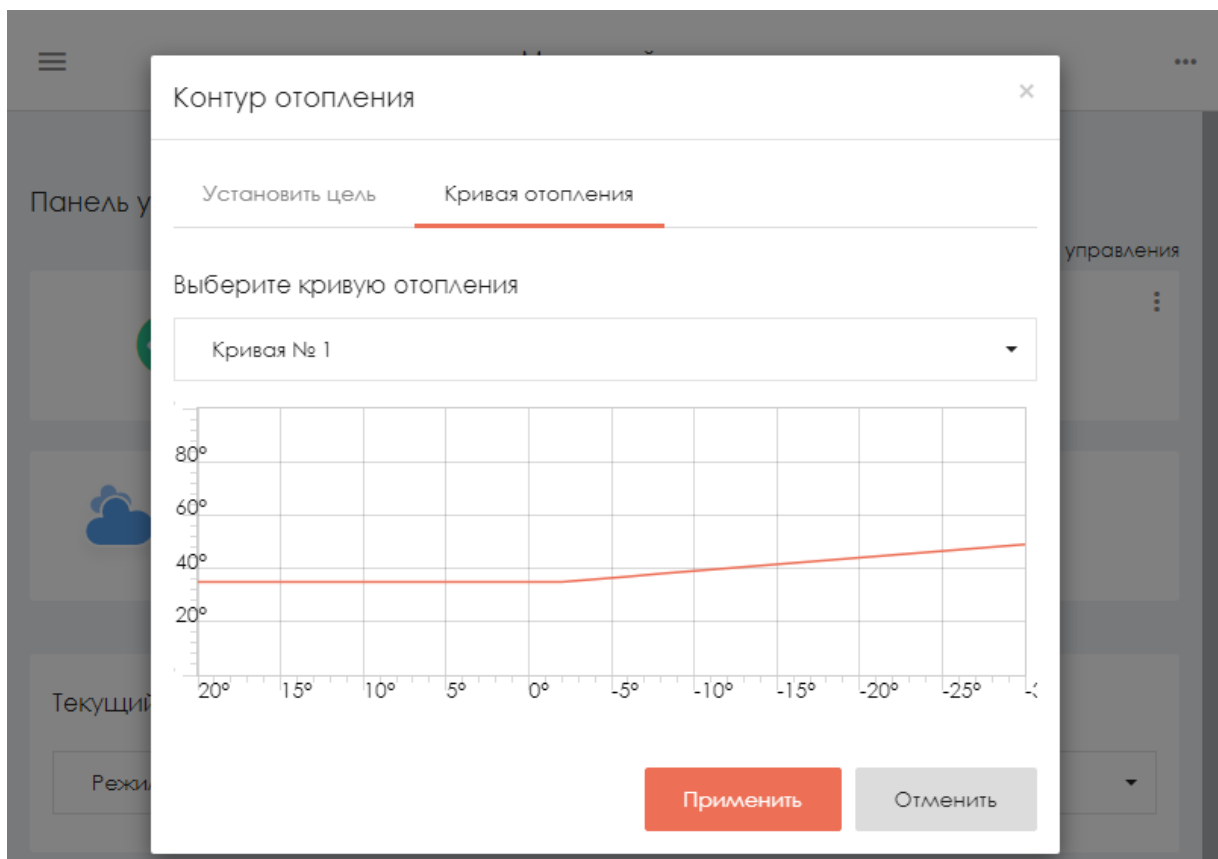 Контур отопления
×
Панель у
Установить цель
Кривая отопления
управления
Выберите кривую отопления
Кривая № 1
80°
60°
40°
20°
20° 15° 10° 5° 0° -5° -10° -15° -20° -25°
Текущий
Режи
Применить
Отменить